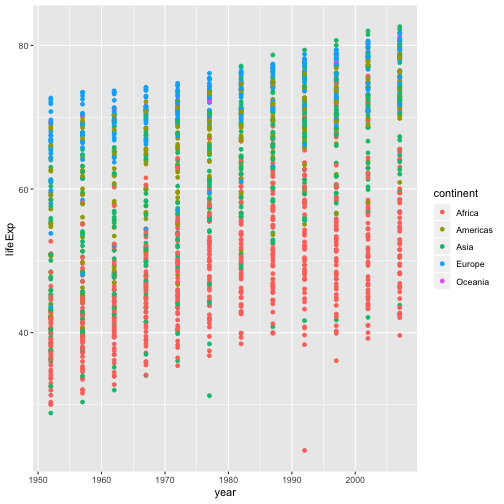 80
60
40
lifeExp
1950
1960
1970
1980
1990
2000
year
continent
Africa
Americas
Asia
Europe
Oceania